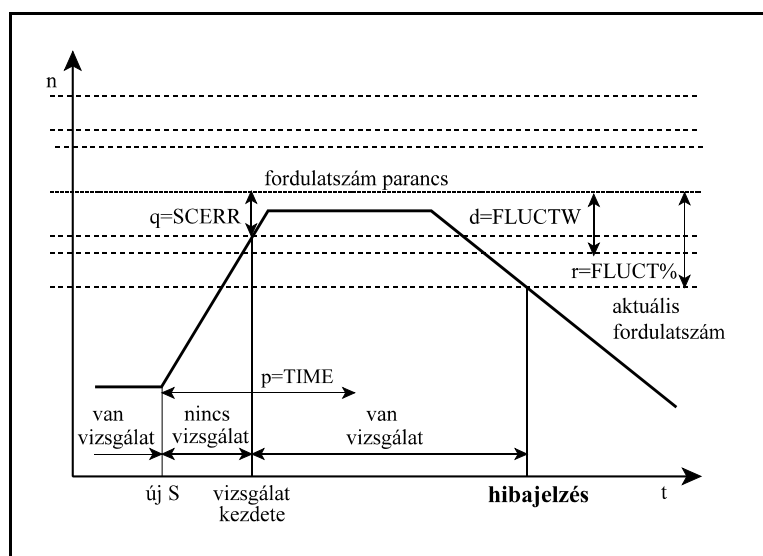 n
fordulatszám parancs
q=SCERR
d=FLUCTW
r=FLUCT%
aktuális
fordulatszám
p=TIME
van
vizsgálat
nincs
vizsgálat
van
vizsgálat
új S
vizsgálat
kezdete
hibajelzés
t